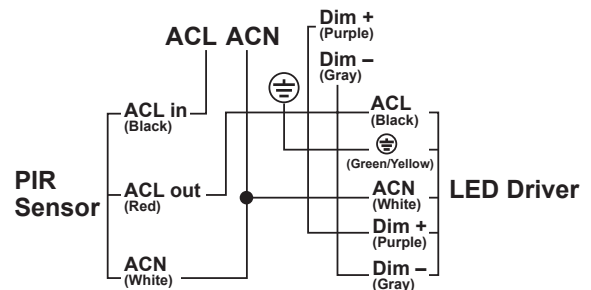 Dim +
(Purple)
ACL ACN
Dim –
(Gray)
ACL in
(Black)
ACL
(Black)
(Green/Yellow)
PIR
Sensor
ACL out
(Red)
ACN
(White)
LED Driver
Dim +
(Purple)
ACN
(White)
Dim –
(Gray)